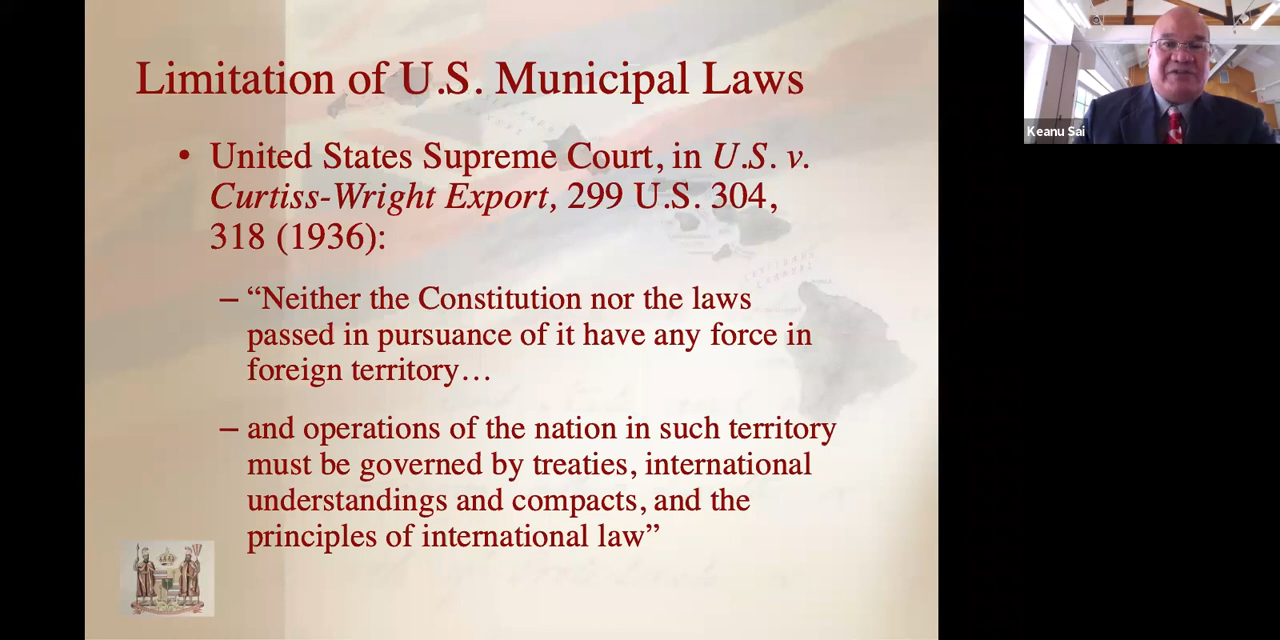 Limitation of U.S. Municipal Laws
• United States Supreme Court, in U.S. v.
Curtiss-Wright Export, 299 U.S. 304,
318 (1936):
– “Neither the Constitution nor the laws
passed in pursuance of it have any force in
foreign territory…
– and operations of the nation in such territory
must be governed by treaties, international
understandings and compacts, and the
principles of international law”
Keanu Sai